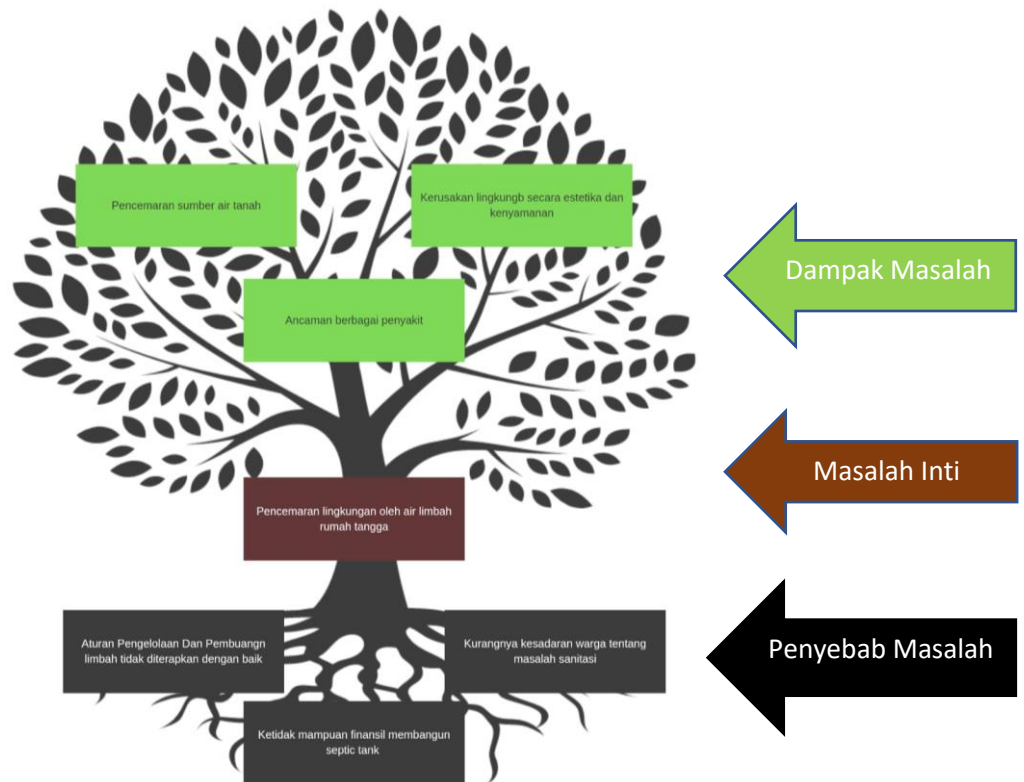 Pencemaran sumber air tanah
Kerusakan lingkungb secara estetika dan
kenyamanan
Dampak Masalah
Ancaman berbagai penyakit
Masalah Inti
Pencemaran lingkungan oleh air limbah
rumah tangga
Aturan Pengelolaan Dan Pembuangn
limbah tidak diterapkan dengan baik
Kurangnya kesadaran warga tentang
masalah sanitasi
Penyebab Masalah
Ketidak mampuan finansil membangun
septic tank